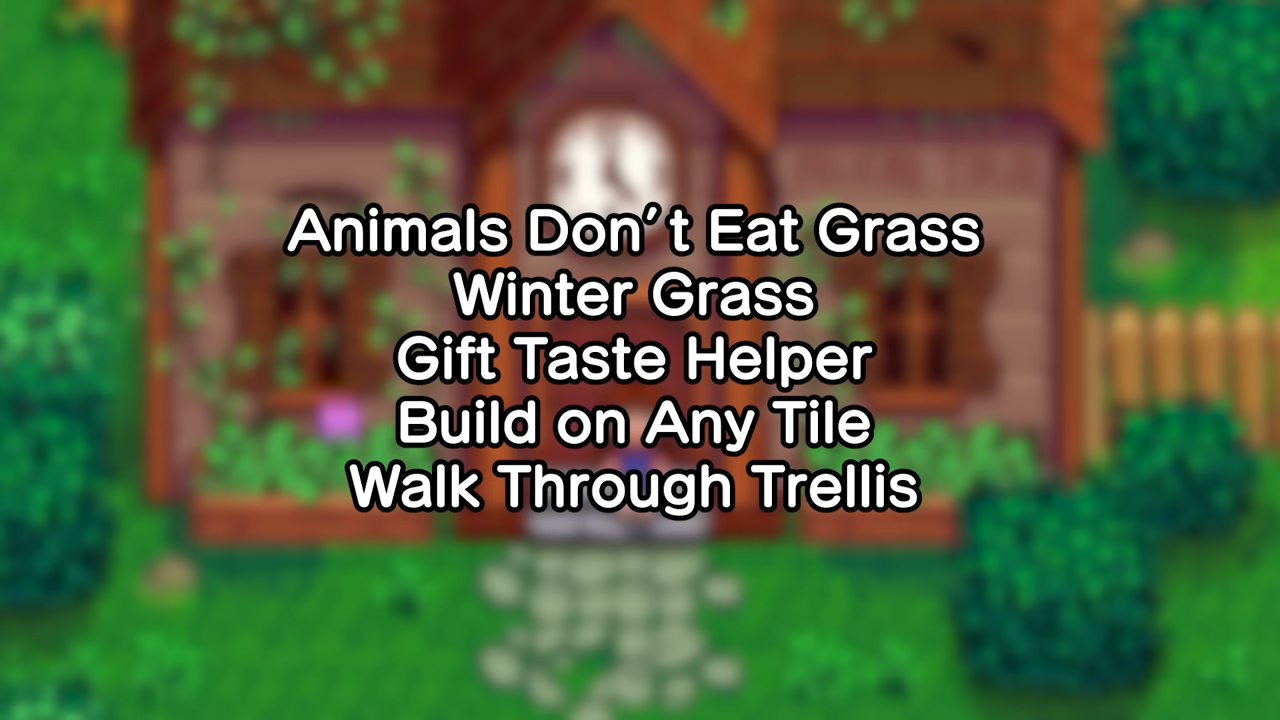 Animals Don't Eat Grass
Winter Grass
Gift Taste Helper
Build on Any Tile
Walk Through Trellis